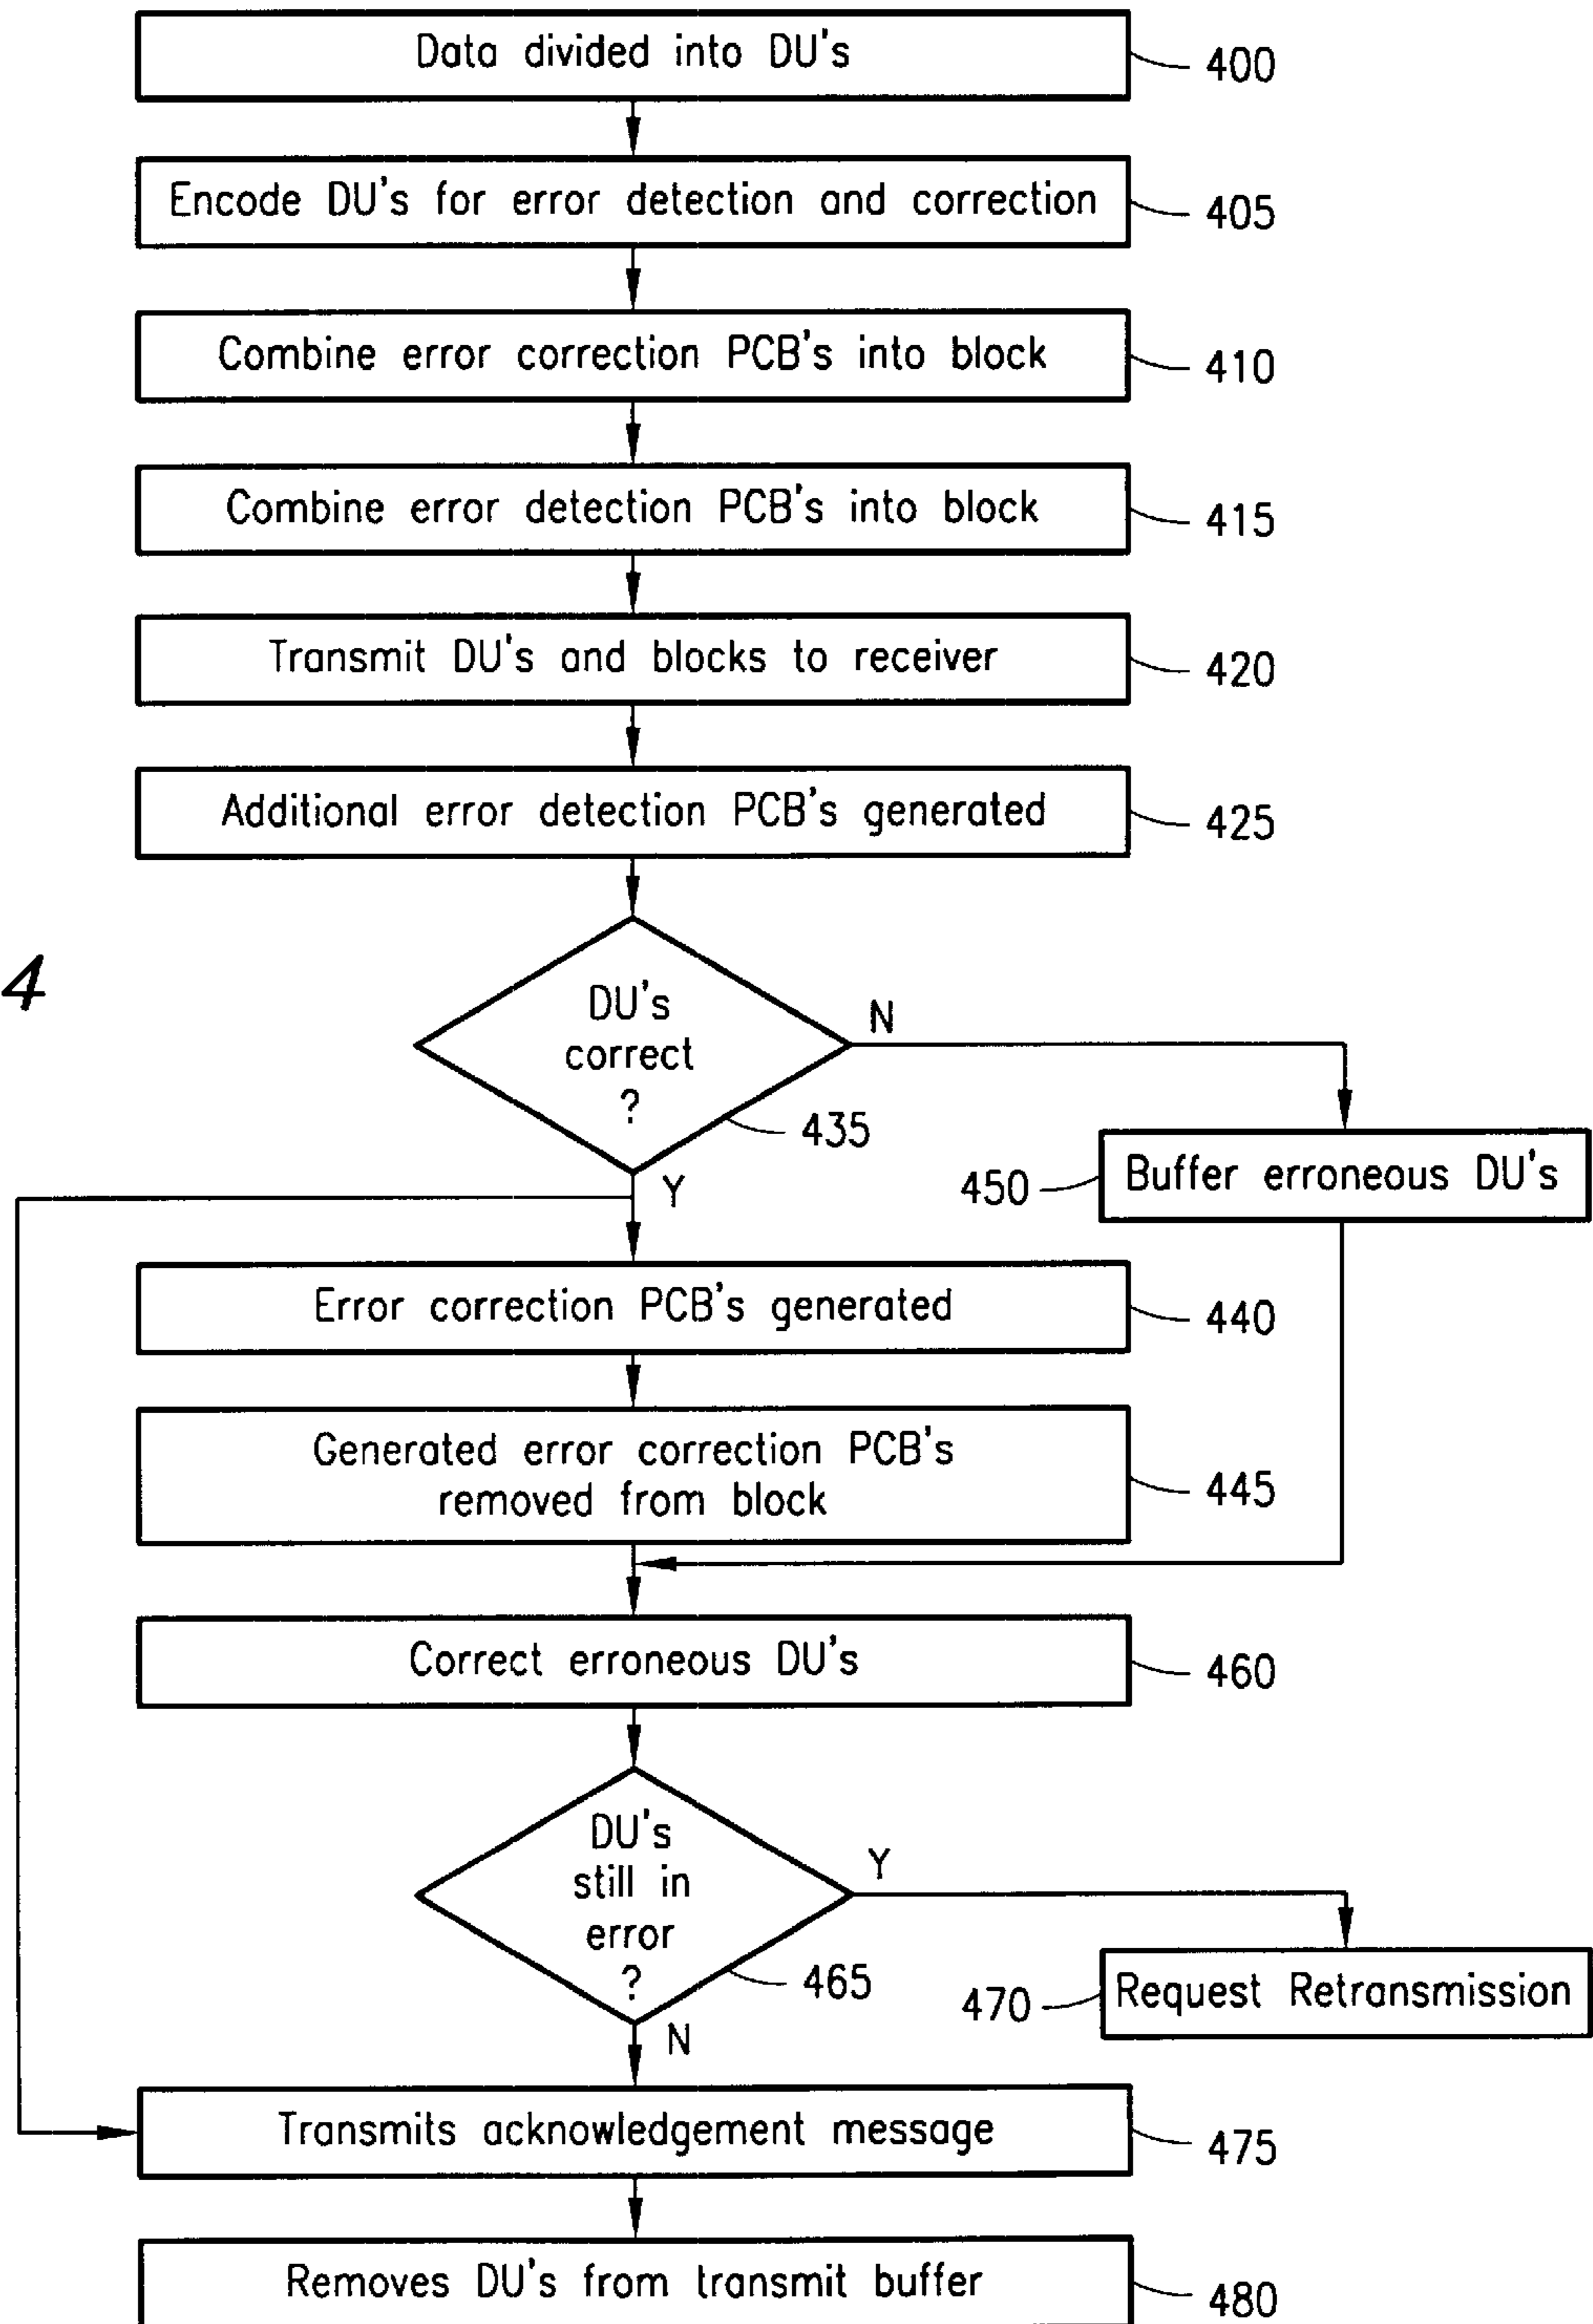 Data divided into DU's
400
Encode DU's for error detection and correction
405
Combine error correction PCB's into block
410
Combine error detection PCB's into block
415
Transmit DU's and blocks to receiver
420
Additional error detection PCB's generated
425
4
DU's
correct
?
N
435
Y
450
Buffer erroneous DU's
Error correction PCB's generated
440
Generated error correction PCB's
removed from block
445
Correct erroneous DU's
460
DU's
still in
error
?
Y
465
N
470
Request Retransmission
Transmits acknowledgement message
475
Removes DU's from transmit buffer
480